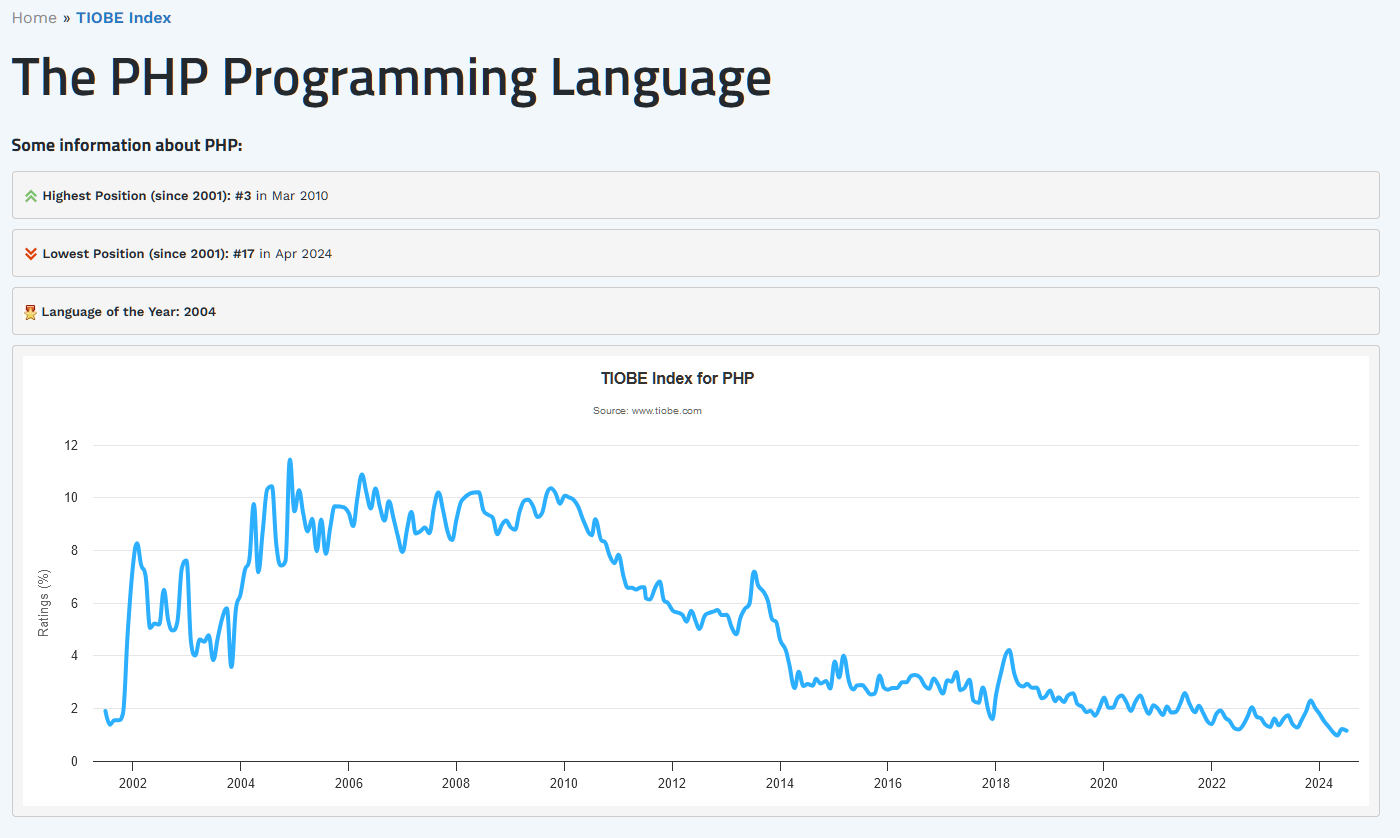 Home » TIOBE Index
The PHP Programming Language
Some information about PHP:
Highest Position (since 2001): #3 in Mar 2010
Lowest Position (since 2001): #17 in Apr 2024
Language of the Year: 2004
TIOBE Index for PHP
Source: www.tiobe.com
Ratings (%)
12
10
8
6
4
2
0
2002 2004 2006 2008 2010 2012 2014 2016 2018 2020 2022 2024